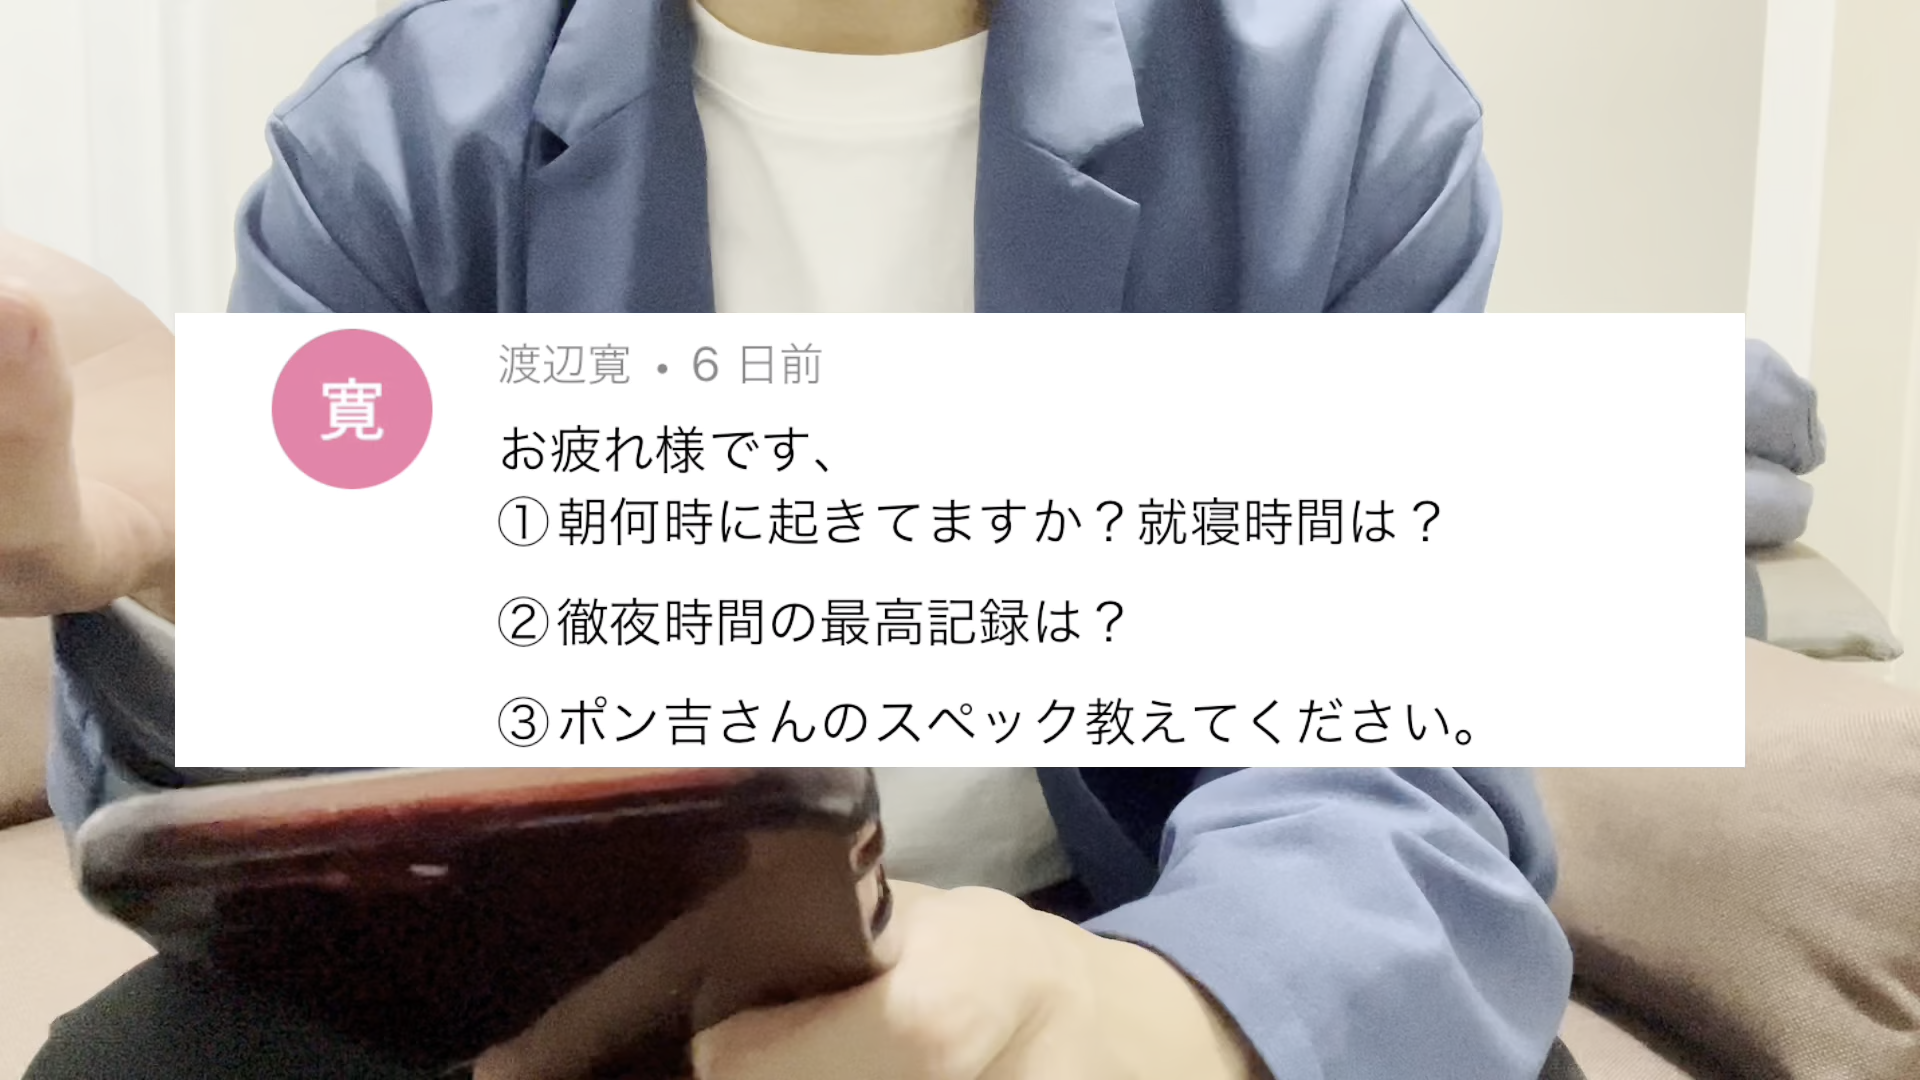 寛
渡辺寛 • 6 日前
お疲れ様です、
①朝何時に起きてますか？就寝時間は？
②徹夜時間の最高記録は？
③ポン吉さんのスペック教えてください。